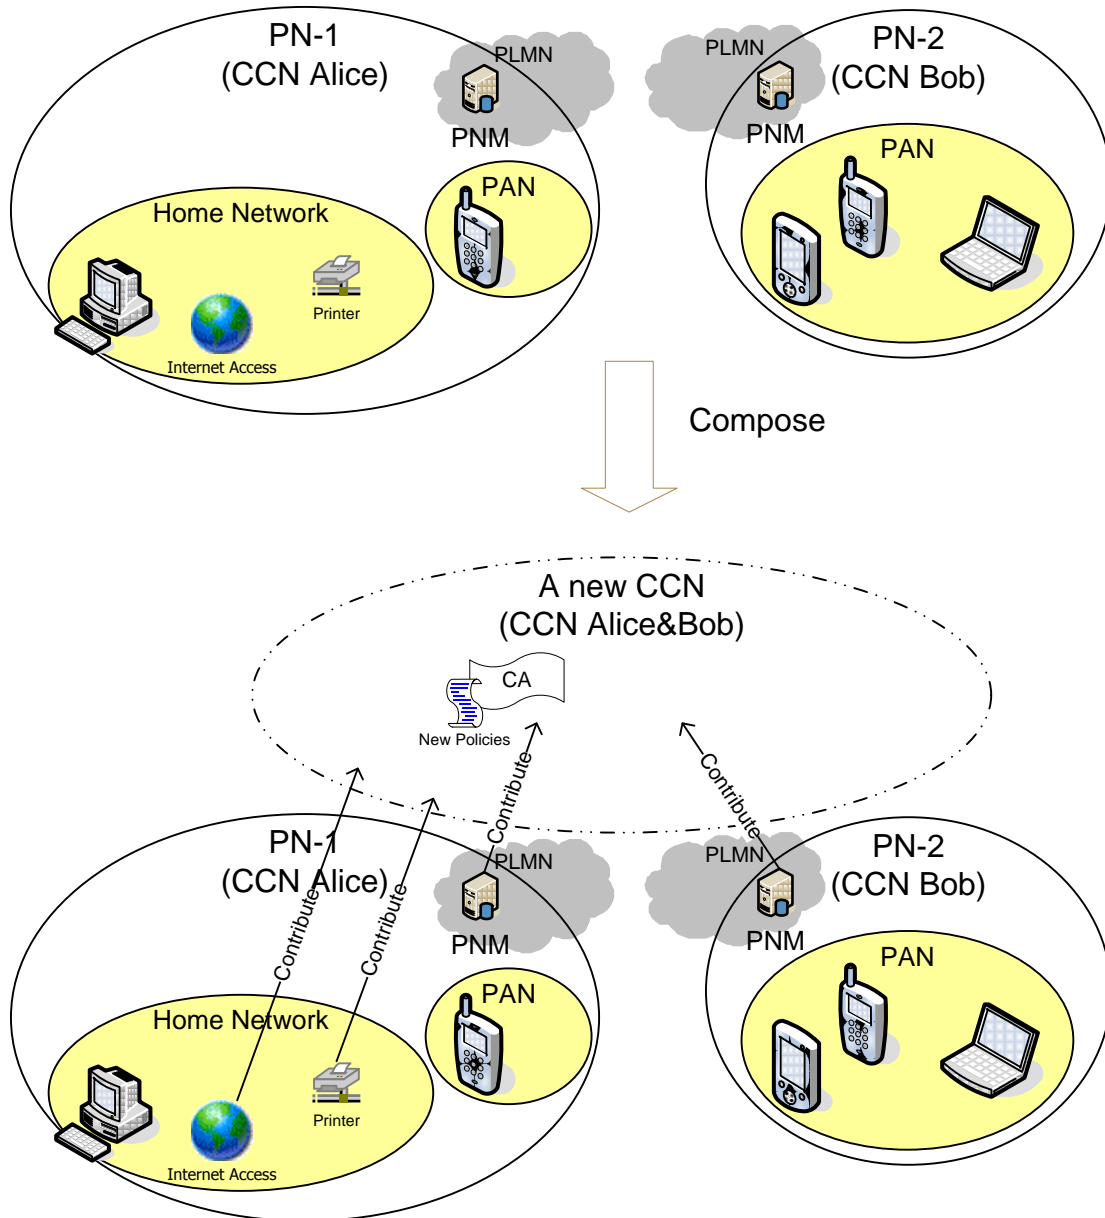 PN-1
(CCN Alice)
PLMN
PNM
PAN
Home Network
Printer
Internet Access
PLMN
PN-2
(CCN Bob)
PNM
PAN
Compose
A new CCN
(CCN Alice&Bob)
CA
New Policies
Contribute
Contribute
Contribute
Contribute
PN-1
(CCN Alice)
PLMN
PNM
PAN
Home Network
Printer
Internet Access
PLMN
PN-2
(CCN Bob)
PNM
PAN